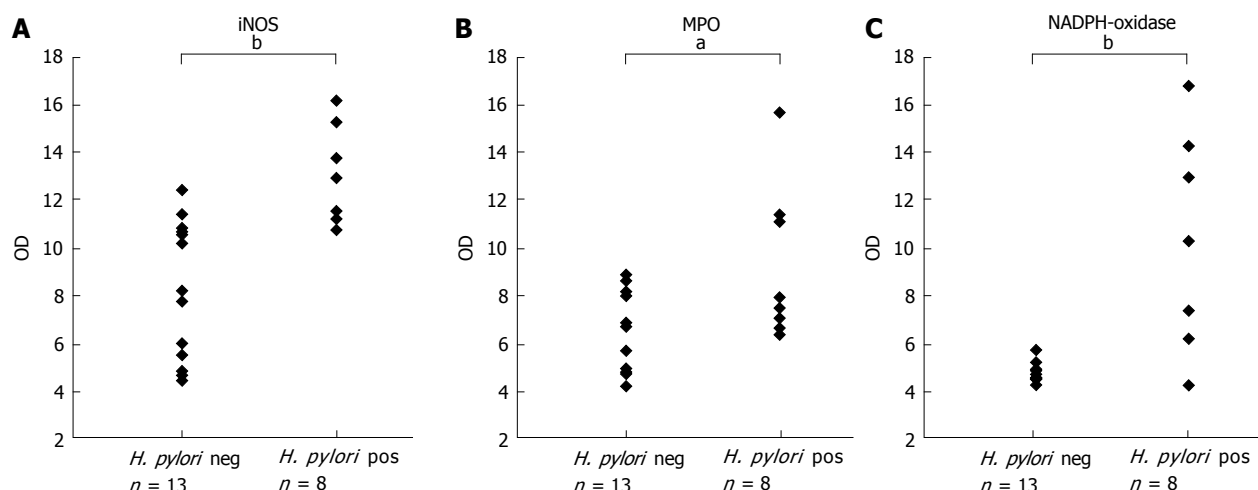 A
iNOS
b
18
16
14
12
10
8
6
4
2
OD
H. pylori neg
n = 13
H. pylori pos
n = 8
B
MPO
a
18
16
14
12
10
8
6
4
2
OD
H. pylori neg
n = 13
H. pylori pos
n = 8
C
NADPH-oxidase
b
18
16
14
12
10
8
6
4
2
OD
H. pylori neg
n = 13
H. pylori pos
n = 8